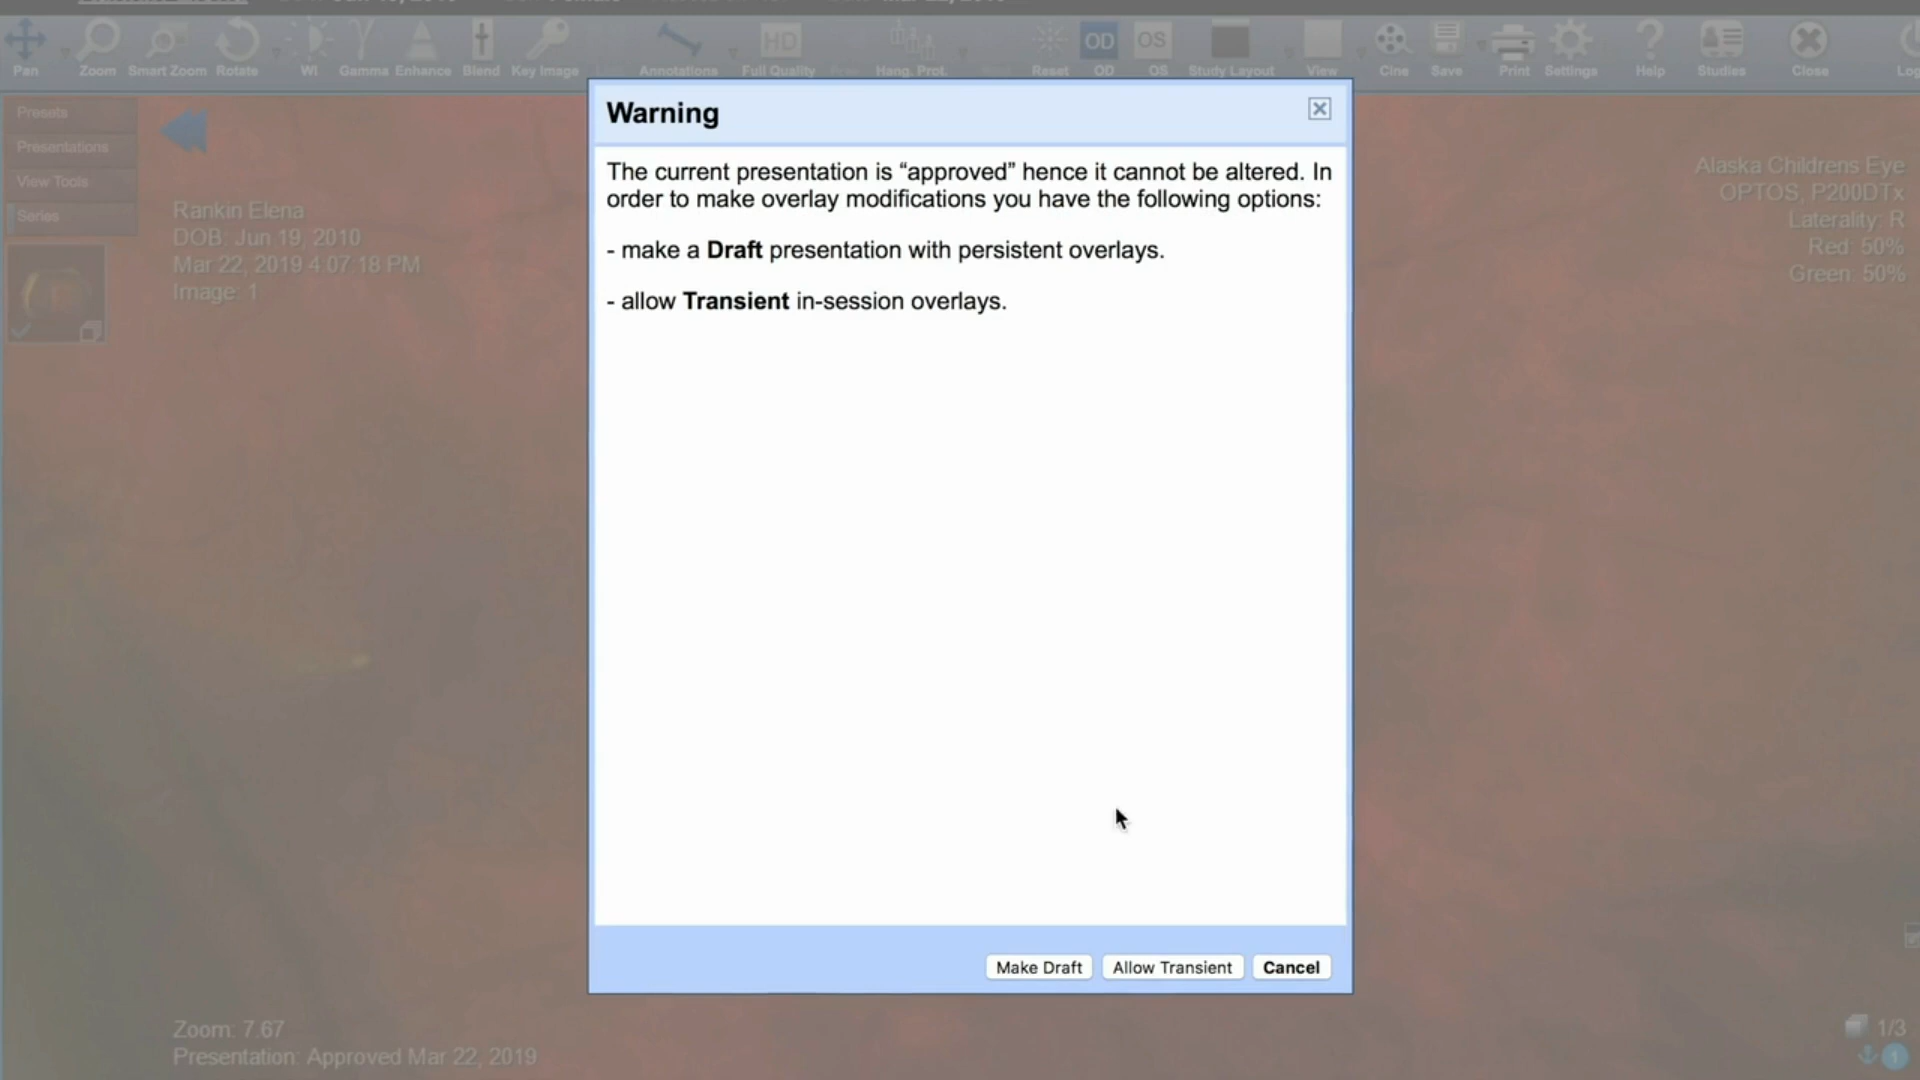 Pan
Zoom
Smart Zoom
Rotate
Wl
Gamma
Enhance
Blend
Key Image
Annotations
HD
Full Quality
Hang. Prot.
Reset
OD
OD
OS
OS
Study Layout
View
Cine
Save
Print
Settings
Help
Studies
Close
Presets
Presentations
View Tools
Series
Rankin Elena
DOB: Jun 19, 2010
Mar 22, 2019 4:07:18 PM
Image: 1
Warning
The current presentation is “approved” hence it cannot be altered. In
order to make overlay modifications you have the following options:
- make a Draft presentation with persistent overlays.
- allow Transient in-session overlays.
Make Draft
Allow Transient
Cancel
Alaska Childrens Eye
OPTOS, P200DTx
Laterality: R
Red: 50%
Green: 50%
Zoom: 7.67
Presentation: Approved Mar 22, 2019
1/3
1